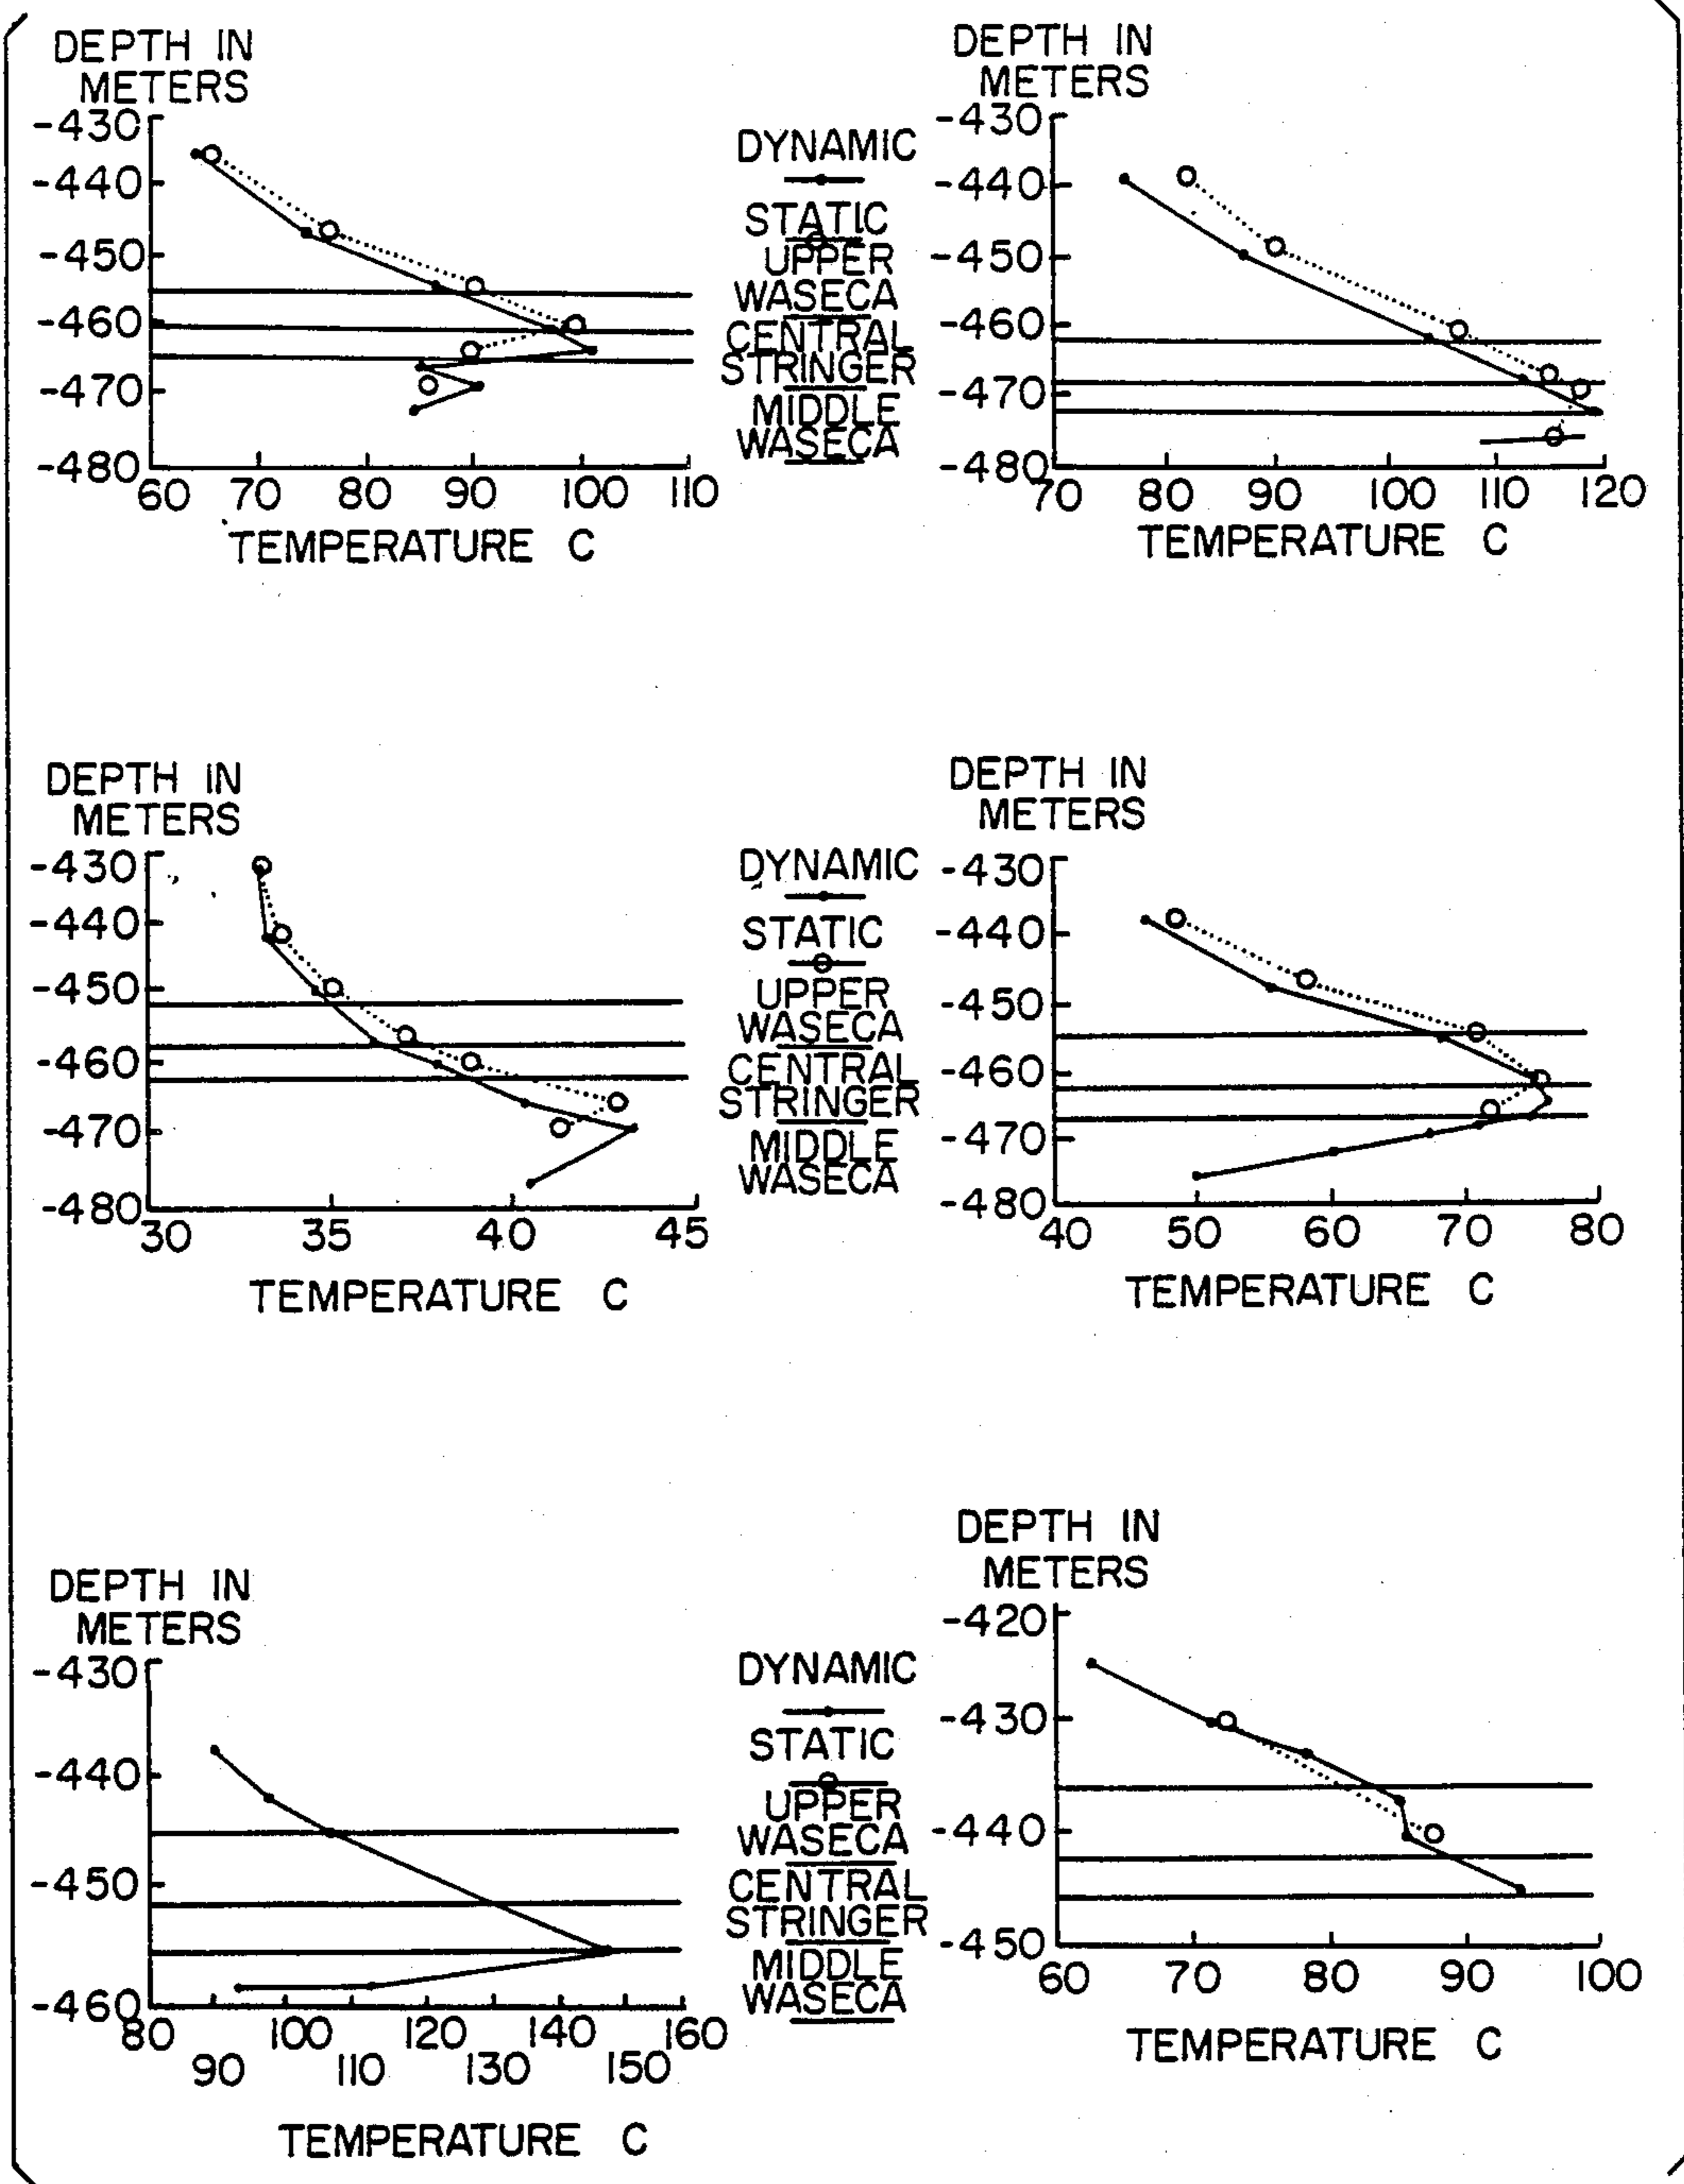 DEPTH IN
METERS
-430
-440
-450
-460
-470
-480
60 70 80 90 100 110
TEMPERATURE C
DYNAMIC
STATIC
UPPER
WASECA
CENTRAL
STRINGER
MIDDLE
WASECA
DEPTH IN
METERS
-430
-440
-450
-460
-470
-480
70 80 90 100 110 120
TEMPERATURE C
DEPTH IN
METERS
-430
-440
-450
-460
-470
-480
30 35 40 45
TEMPERATURE C
DYNAMIC
STATIC
UPPER
WASECA
CENTRAL
STRINGER
MIDDLE
WASECA
DEPTH IN
METERS
-430
-440
-450
-460
-470
-480
40 50 60 70 80
TEMPERATURE C
DEPTH IN
METERS
-430
-440
-450
-460
80 100 120 140 160
90 110 130 150
TEMPERATURE C
DYNAMIC
STATIC
UPPER
WASECA
CENTRAL
STRINGER
MIDDLE
WASECA
DEPTH IN
METERS
-420
-430
-440
-450
60 70 80 90 100
TEMPERATURE C